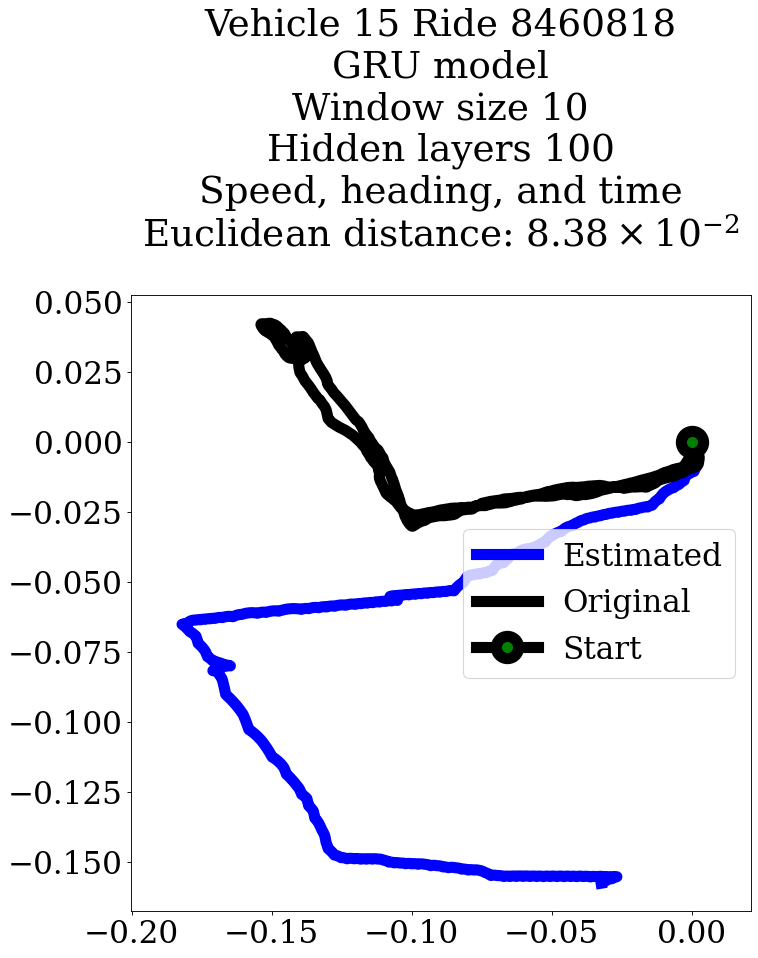 Vehicle 15 Ride 8460818
GRU model
Window size 10
Hidden layers 100
Speed, heading, and time
Euclidean distance: 8.38 × 10⁻²
0.050
0.025
0.000
−0.025
−0.050
−0.075
−0.100
−0.125
−0.150
Estimated
Original
Start
−0.20 −0.15 −0.10 −0.05 0.00